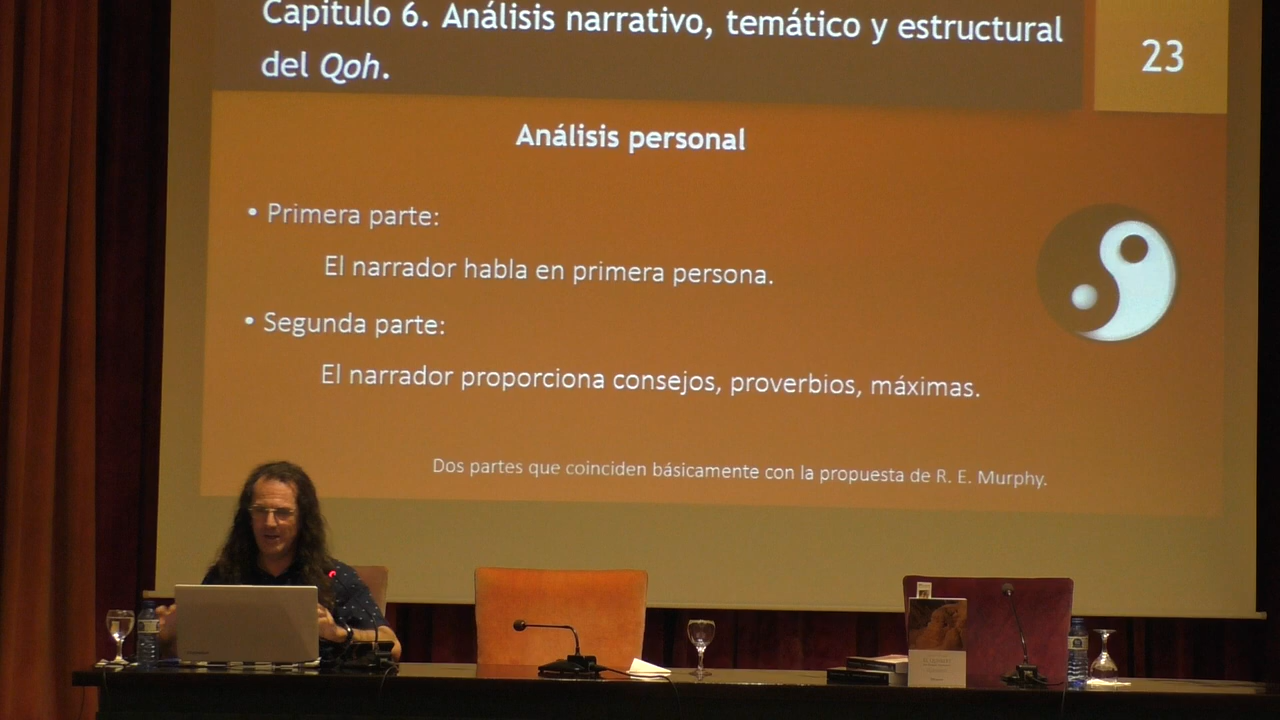 Capítulo 6. Análisis narrativo, temático y estructural
del Qoh.
23
Análisis personal
• Primera parte:
El narrador habla en primera persona.
• Segunda parte:
El narrador proporciona consejos, proverbios, máximas.
Dos partes que coinciden básicamente con la propuesta de R. E. Murphy.